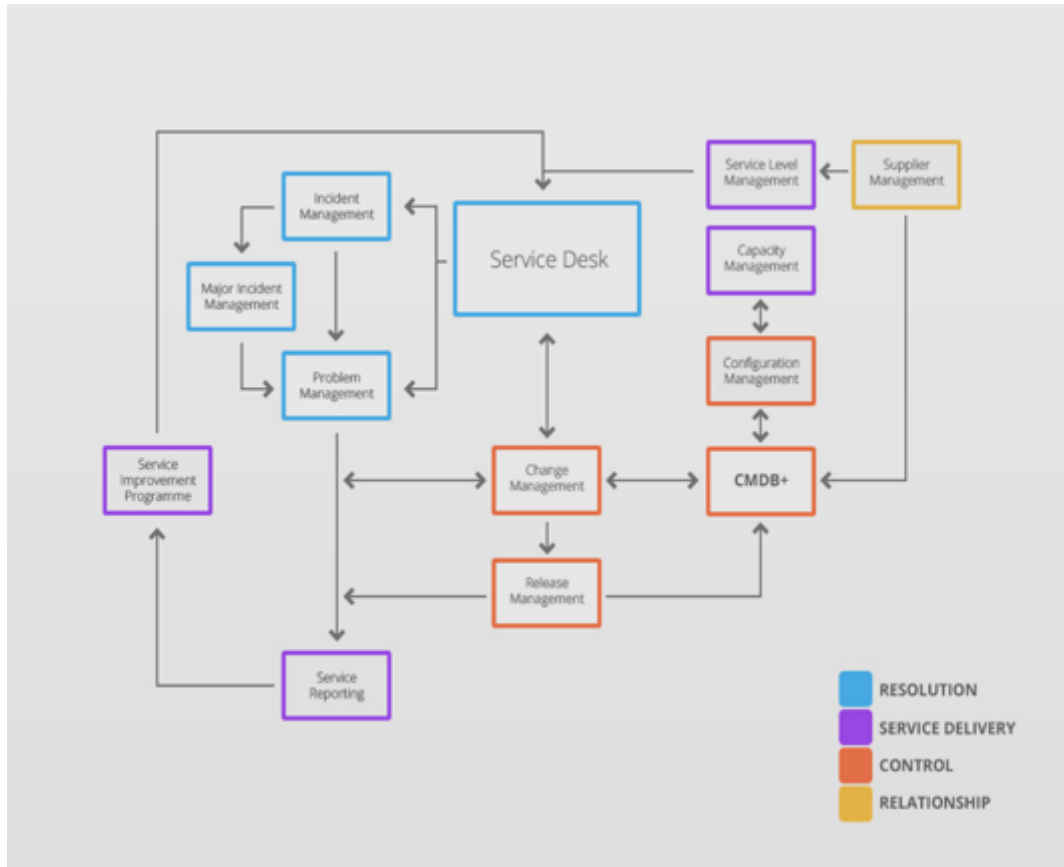 Service Level
Management
Supplier
Management
Incident
Management
Service Desk
Capacity
Management
Major Incident
Management
Configuration
Management
Problem
Management
Service
Improvement
Programme
Change
Management
CMDB+
Release
Management
Service
Reporting
RESOLUTION
SERVICE DELIVERY
CONTROL
RELATIONSHIP